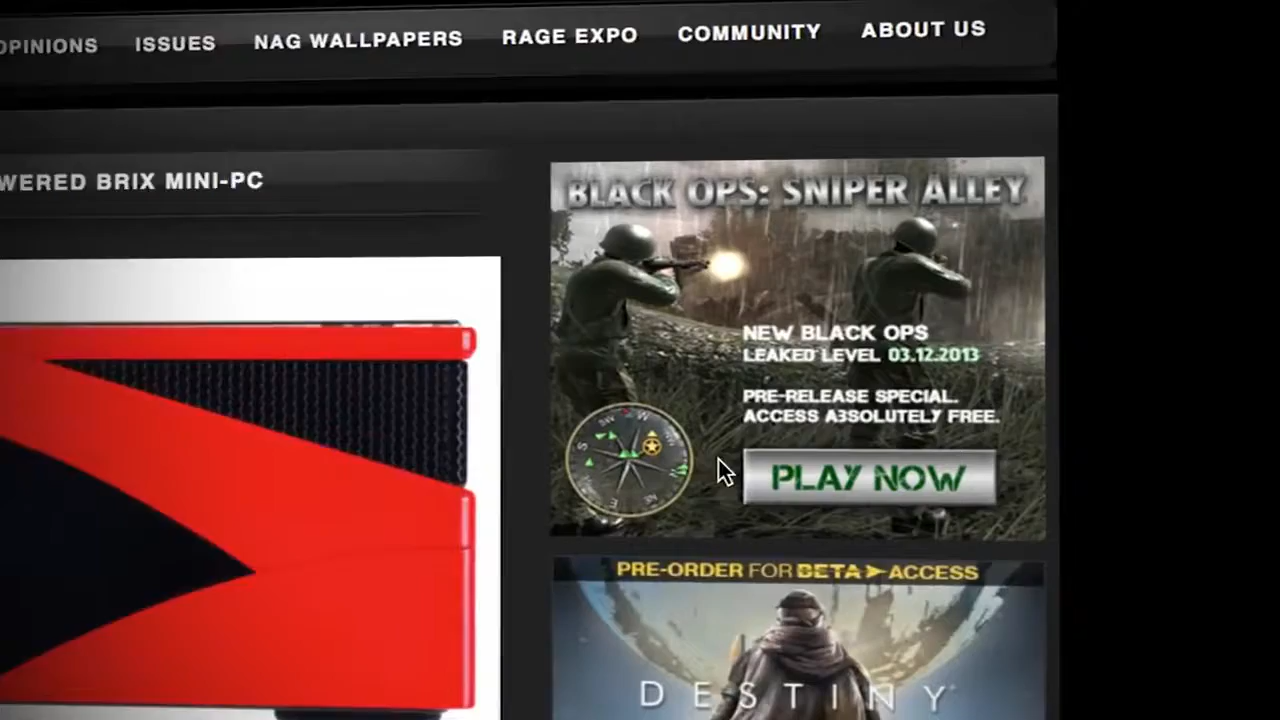 OPINIONS ISSUES NAG WALLPAPERS RAGE EXPO COMMUNITY ABOUT US
WERED BRIX MINI-PC
BLACK OPS: SNIPER ALLEY
NEW BLACK OPS
LEAKED LEVEL 03.12.2013
PRE-RELEASE SPECIAL.
ACCESS A3SOLUTELY FREE.
PLAY NOW
PRE-ORDER FOR BETA ACCESS
DESTINY